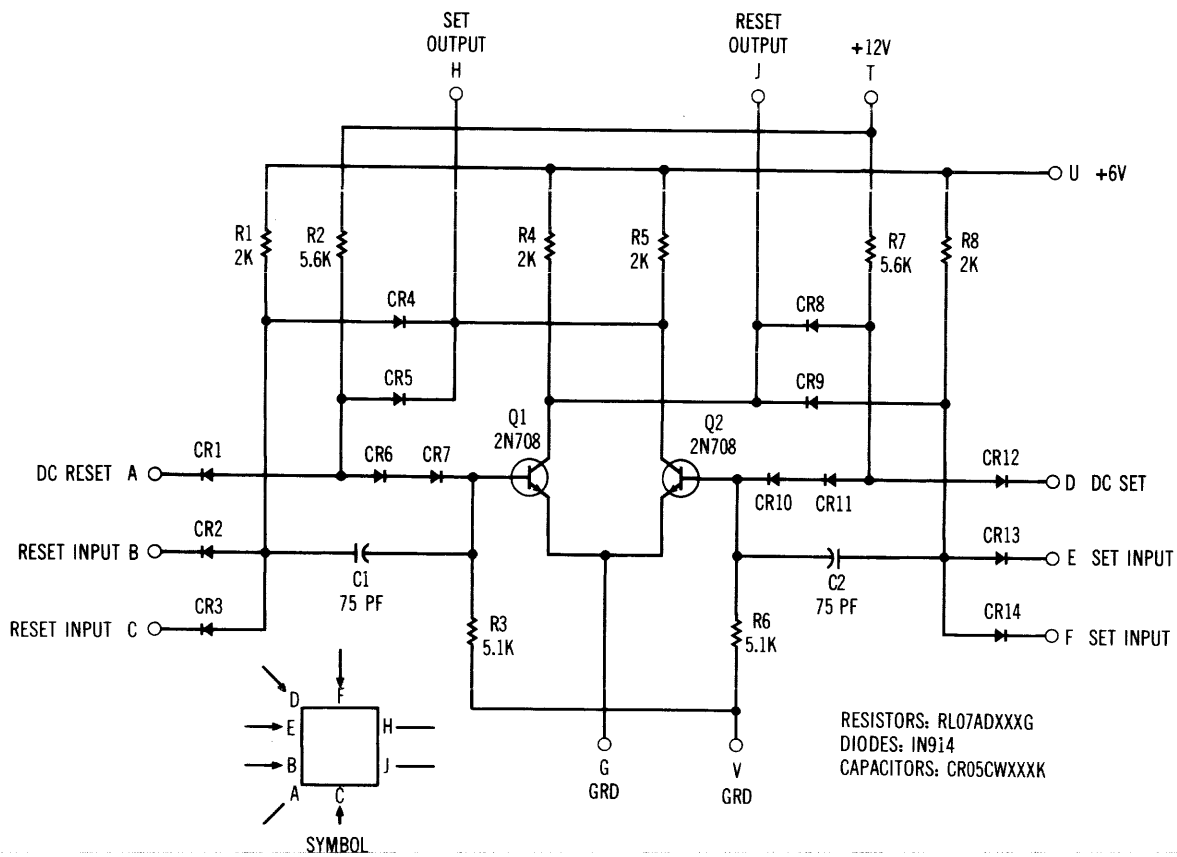 SET
OUTPUT
H
RESET
OUTPUT
J
+12V
T
U +6V
R1
2K
R2
5.6K
R4
2K
R5
2K
R7
5.6K
R8
2K
CR4
CR8
CR5
CR9
Q1
2N708
Q2
2N708
DC RESET A
CR1
CR6
CR7
CR10
CR11
CR12
D DC SET
RESET INPUT B
CR2
C1
75 PF
C2
75 PF
CR13
E SET INPUT
RESET INPUT C
CR3
R3
5.1K
R6
5.1K
CR14
F SET INPUT
D
F
E
H
B
J
A
C
SYMBOL
G
GRD
V
GRD
RESISTORS: RL07ADXXXG
DIODES: IN914
CAPACITORS: CR05CWXXXK